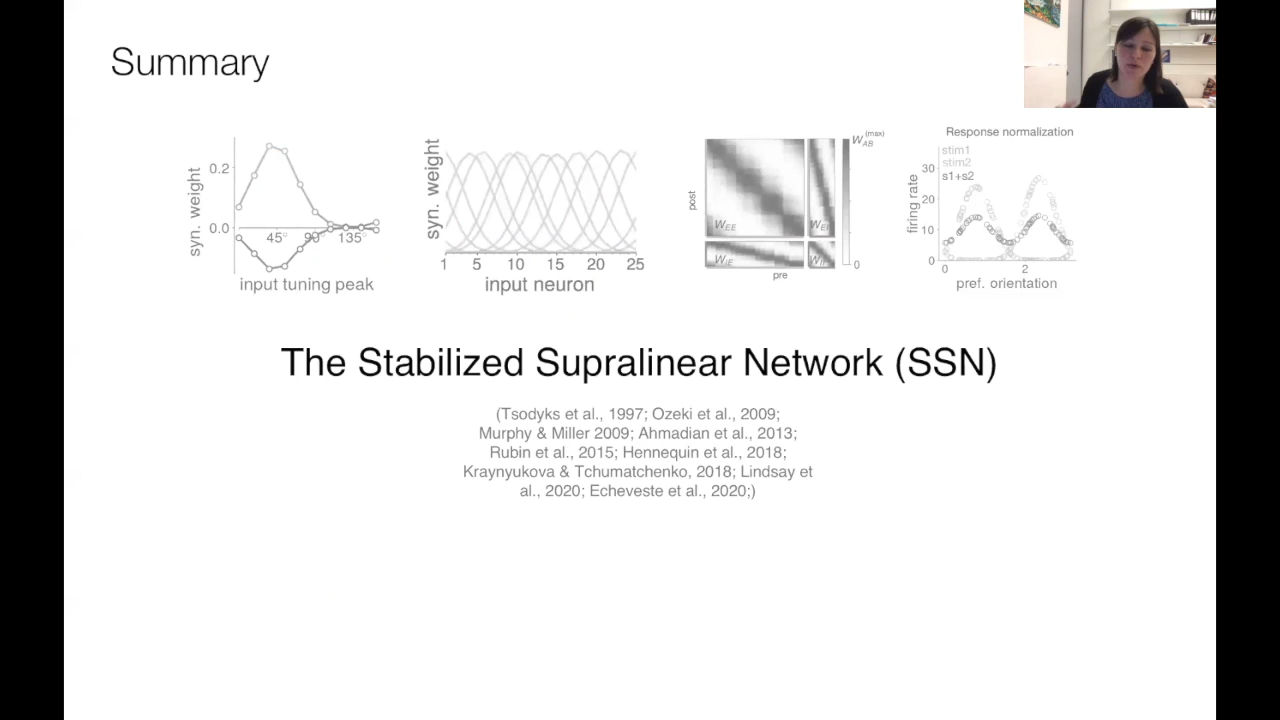 Summary
syn. weight
0.2
0.0
45°
90°
135°
input tuning peak
syn. weight
1 5 10 15 20 25
input neuron
post
W_EE
W_EI
W_IE
pre
W_AB^(max)
0
Response normalization
stim1
stim2
s1+s2
firing rate
30
20
10
0
0 2
pref. orientation
The Stabilized Supralinear Network (SSN)
(Tsodyks et al., 1997; Ozeki et al., 2009;
Murphy & Miller 2009; Ahmadian et al., 2013;
Rubin et al., 2015; Hennequin et al., 2018;
Kraynyukova & Tchumatchenko, 2018; Lindsay et
al., 2020; Echeveste et al., 2020;)